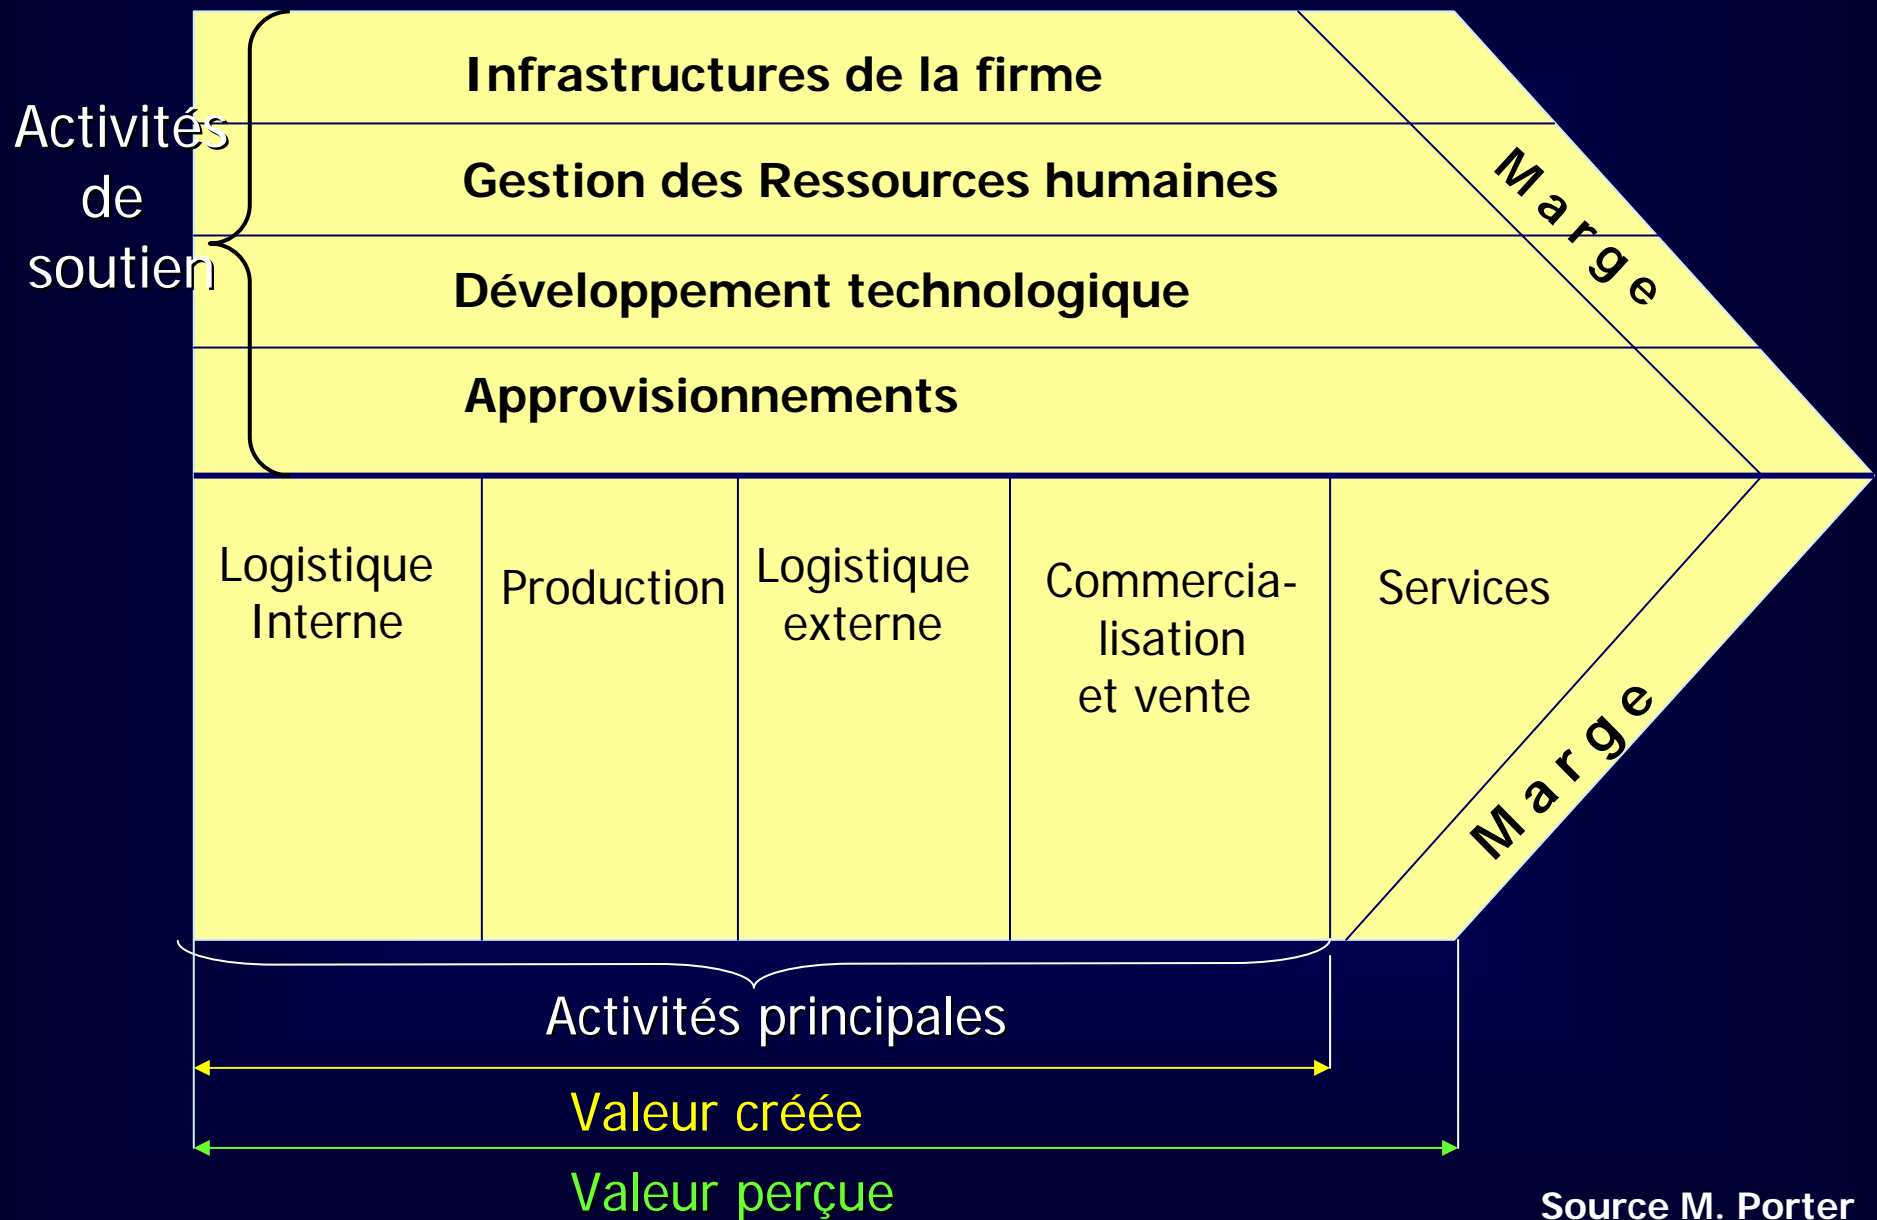 Activités
de
soutien
Infrastructures de la firme
Gestion des Ressources humaines
Développement technologique
Approvisionnements
Marge
Logistique
Interne
Production
Logistique
externe
Commercia-
lisation
et vente
Services
Marge
Activités principales
Valeur créée
Valeur perçue
Source M. Porter